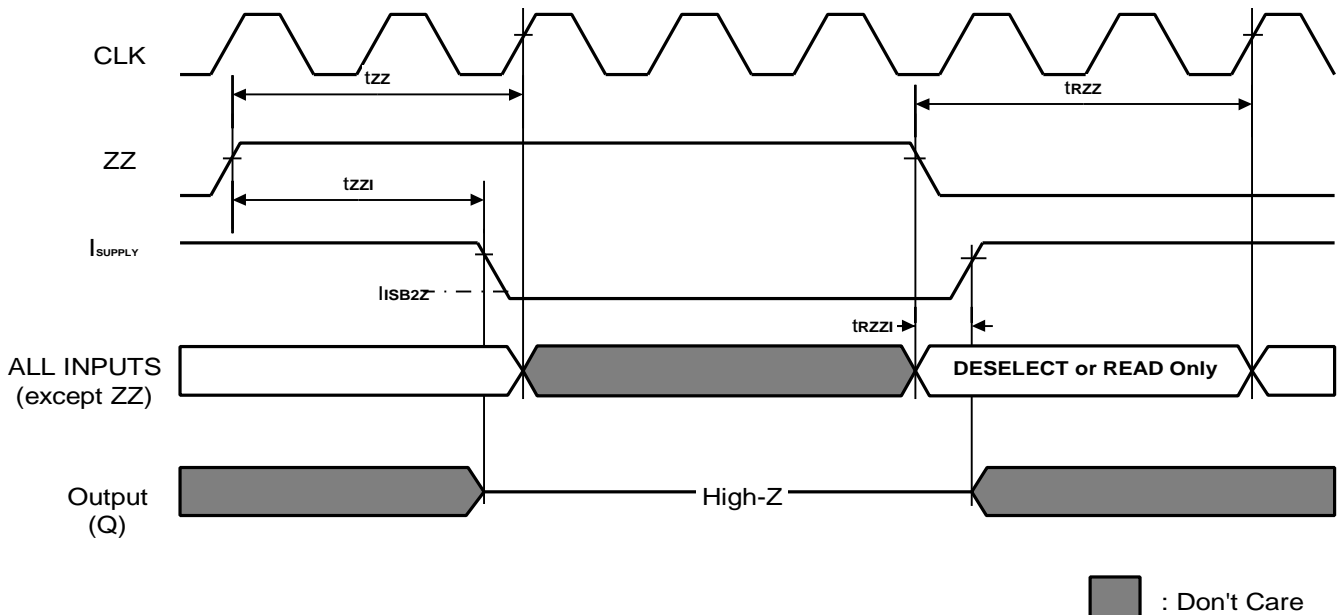 CLK
tzz
tRZZ
ZZ
tZZI
ISUPPLY
IISB2Z
tRZZI
ALL INPUTS
(except ZZ)
DESELECT or READ Only
Output
(Q)
High-Z
: Don't Care